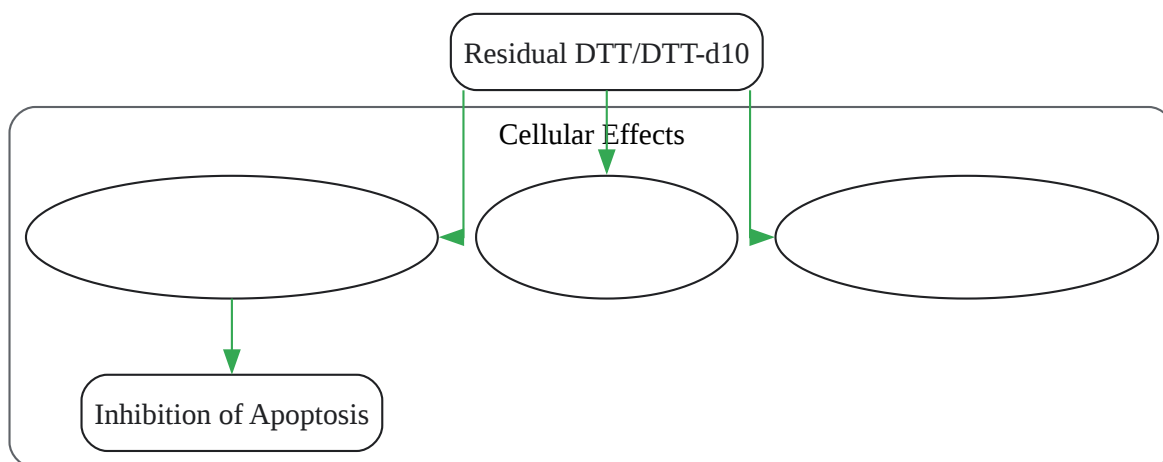 Residual DTT/DTT-d10
Cellular Effects
Inhibition of Apoptosis